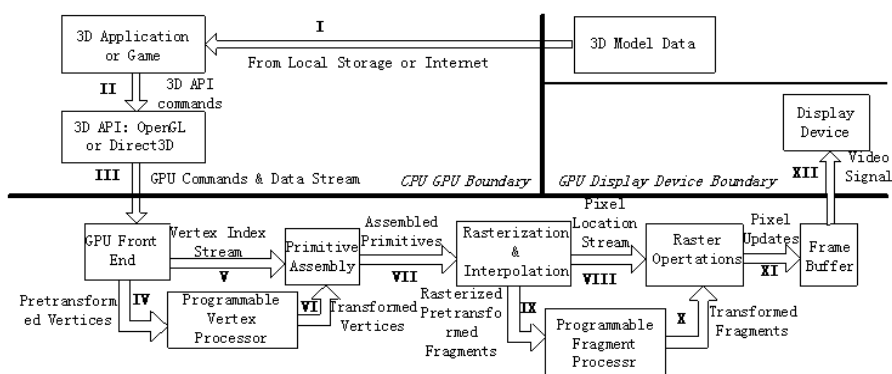 3D Application
or Game
I
From Local Storage or Internet
3D Model Data
II
3D API
commands
3D API: OpenGL
or Direct3D
III
GPU Commands & Data Stream
CPU GPU Boundary
GPU Display Device Boundary
Display
Device
XII
Video
Signal
GPU Front
End
Vertex Index
Stream
V
Primitive
Assembly
Assembled
Primitives
VII
Rasterization
&
Interpolation
Pixel
Location
Stream
VIII
Raster
Opertations
Pixel
Updates
XI
Frame
Buffer
Pretransform
ed Vertices
IV
Programmable
Vertex
Processor
VI
Transformed
Vertices
Rasterized
Pretransfo
rmed
Fragments
IX
Programmable
Fragment
Processr
X
Transformed
Fragments